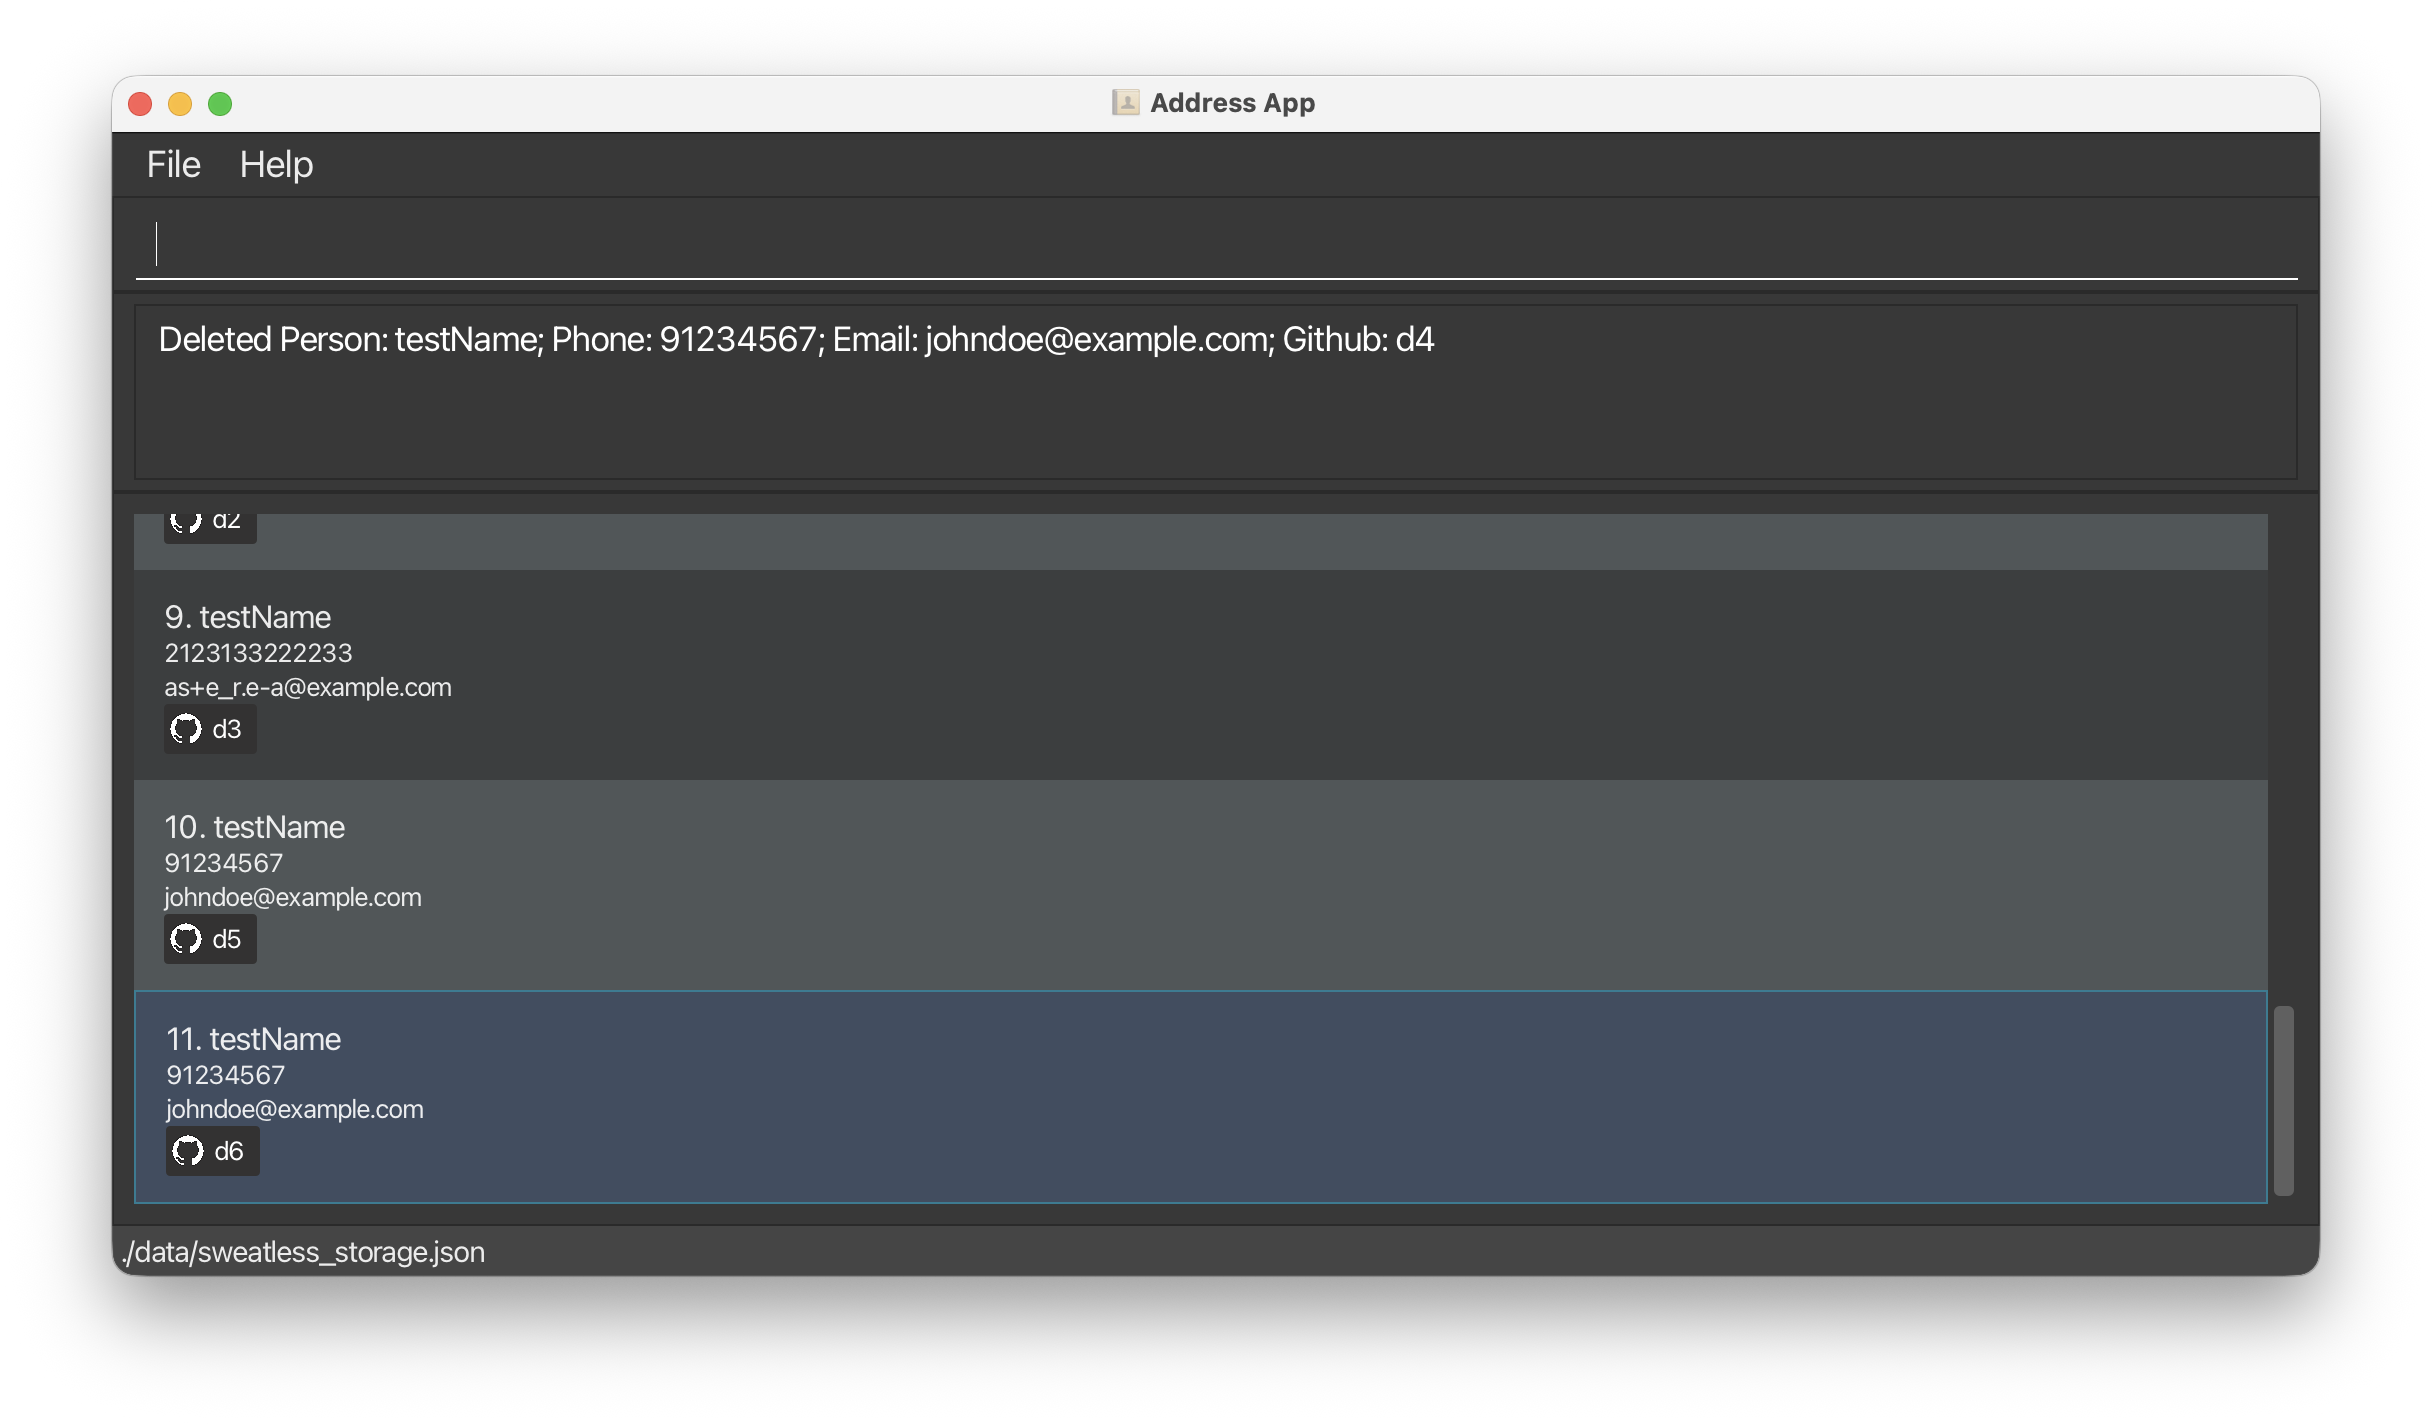 Address App
File Help
Deleted Person: testName; Phone: 91234567; Email: johndoe@example.com; Github: d4
d2
9. testName
2123133222233
as+e_r.e-a@example.com
d3
10. testName
91234567
johndoe@example.com
d5
11. testName
91234567
johndoe@example.com
d6
./data/sweatless_storage.json